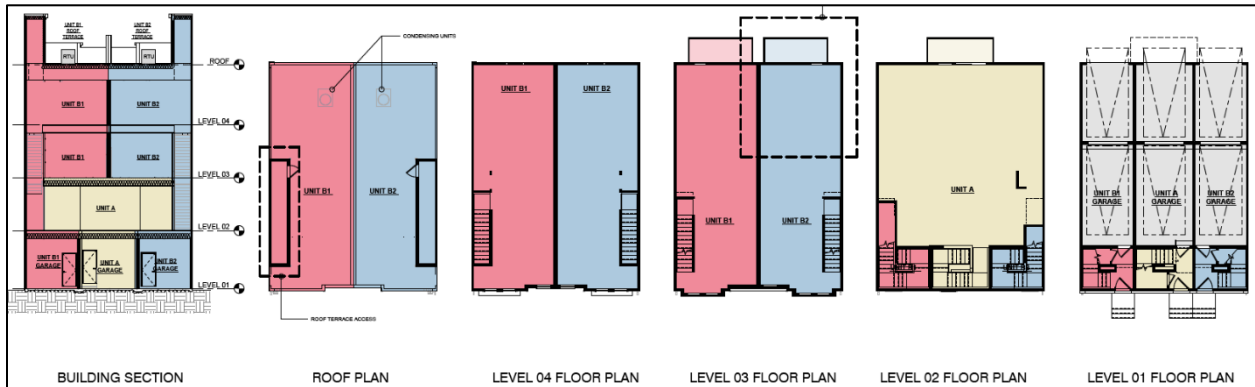 UNIT B1
ROOF
TERRACE
UNIT B2
ROOF
TERRACE
RTU
RTU
ROOF
UNIT B1
UNIT B2
LEVEL 04
UNIT B1
UNIT B2
LEVEL 03
UNIT A
LEVEL 02
UNIT B1
GARAGE
UNIT A
GARAGE
UNIT B2
GARAGE
LEVEL 01
BUILDING SECTION
CONDENSING UNITS
UNIT B1
UNIT B2
ROOF TERRACE ACCESS
ROOF PLAN
UNIT B1
UNIT B2
LEVEL 04 FLOOR PLAN
UNIT B1
UNIT B2
LEVEL 03 FLOOR PLAN
UNIT A
LEVEL 02 FLOOR PLAN
UNIT B1
GARAGE
UNIT A
GARAGE
UNIT B2
GARAGE
LEVEL 01 FLOOR PLAN